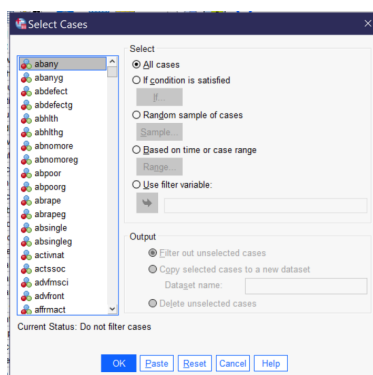 Select Cases
abany
abanyg
abdefect
abdefectg
abhlth
abhlthg
abnomore
abnomoreg
abpoor
abpoorg
abrape
abrapeg
absingle
absingleg
activnat
actssoc
advfmsci
advfront
affrmact
Select
All cases
If condition is satisfied
If...
Random sample of cases
Sample...
Based on time or case range
Range...
Use filter variable:
Output
Filter out unselected cases
Copy selected cases to a new dataset
Dataset name:
Delete unselected cases
Current Status: Do not filter cases
OK Paste Reset Cancel Help